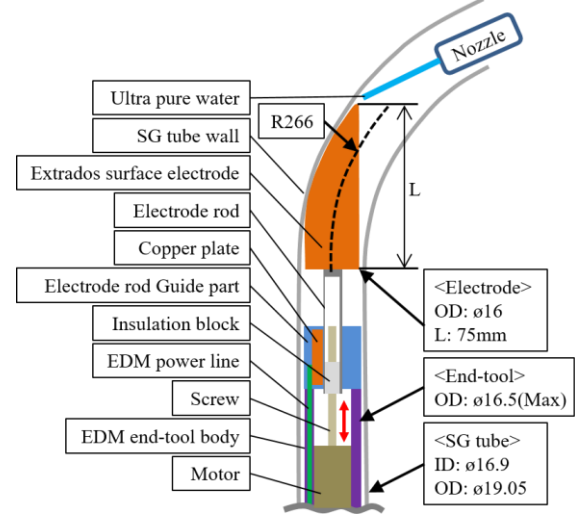 Nozzle
Ultra pure water
R266
SG tube wall
Extrados surface electrode
L
Electrode rod
Copper plate
Electrode rod Guide part
Insulation block
EDM power line
Screw
EDM end-tool body
Motor
<Electrode>
OD: ø16
L: 75mm
<End-tool>
OD: ø16.5(Max)
<SG tube>
ID: ø16.9
OD: ø19.05